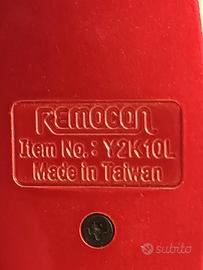 REMOCON
Item No.: Y2K10L
Made in Taiwan
subito